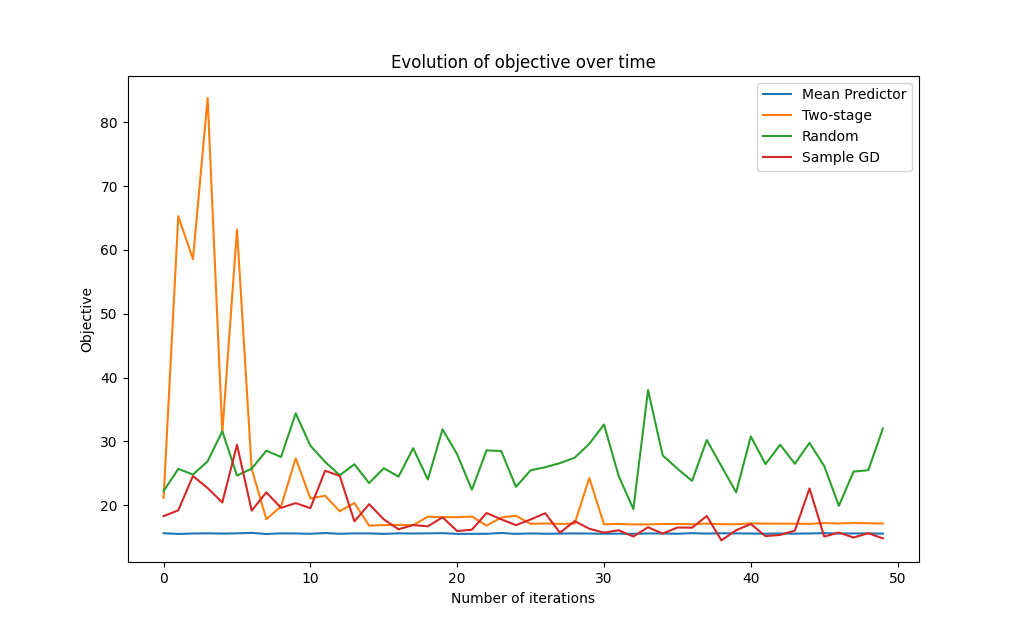 Evolution of objective over time
Mean Predictor
Two-stage
Random
Sample GD
Objective
80
70
60
50
40
30
20
0 10 20 30 40 50
Number of iterations